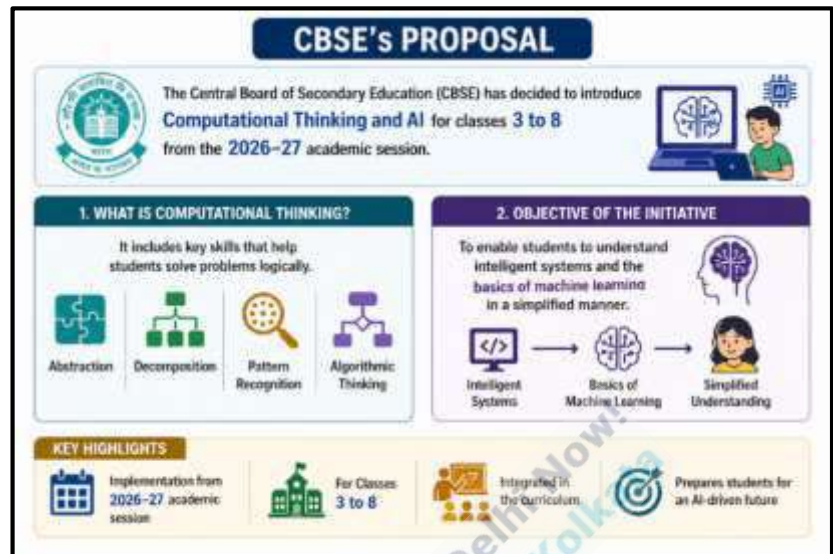 CBSE's PROPOSAL
The Central Board of Secondary Education (CBSE) has decided to introduce
Computational Thinking and AI for classes 3 to 8
from the 2026–27 academic session.
भारत
AI
1. WHAT IS COMPUTATIONAL THINKING?
It includes key skills that help
students solve problems logically.
Abstraction
Decomposition
Pattern
Recognition
Algorithmic
Thinking
2. OBJECTIVE OF THE INITIATIVE
To enable students to understand
intelligent systems and the
basics of machine learning
in a simplified manner.
</>
Intelligent
Systems
Basics of
Machine Learning
Simplified
Understanding
KEY HIGHLIGHTS
Implementation from
2026–27 academic
session
For Classes
3 to 8
Integrated in
the curriculum
Prepares students for
an AI-driven future
Delhi Now!
Kolkata